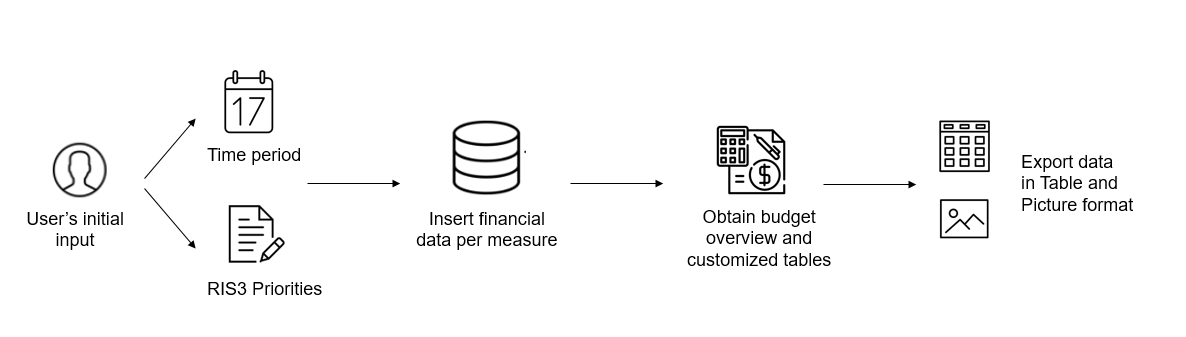 17
Time period
User's initial
input
RIS3 Priorities
Insert financial
data per measure
$
Obtain budget
overview and
customized tables
Export data
in Table and
Picture format